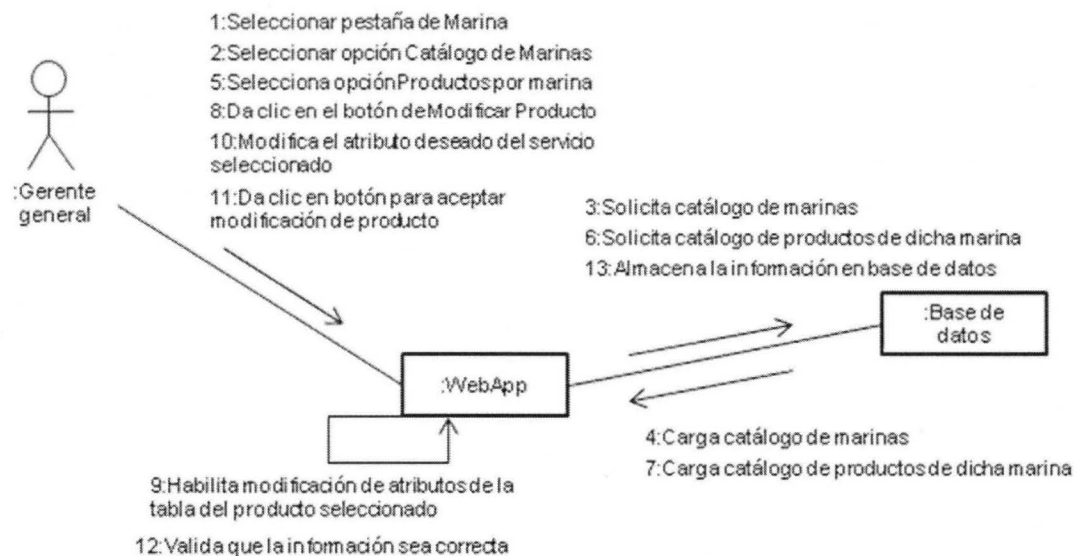 1:Seleccionar pestaña de Marina
2:Seleccionar opción Catálogo de Marinas
5:Selecciona opción Productos por marina
8:Da clic en el botón de Modificar Producto
10:Modifica el atributo deseado del servicio
seleccionado
11:Da clic en botón para aceptar
modificación de producto
:Gerente
general
3:Solicita catálogo de marinas
6:Solicita catálogo de productos de dicha marina
13:Almacena la información en base de datos
:Base de
datos
:WebApp
4:Carga catálogo de marinas
7:Carga catálogo de productos de dicha marina
9:Habilita modificación de atributos de la
tabla del producto seleccionado
12:Valida que la información sea correcta